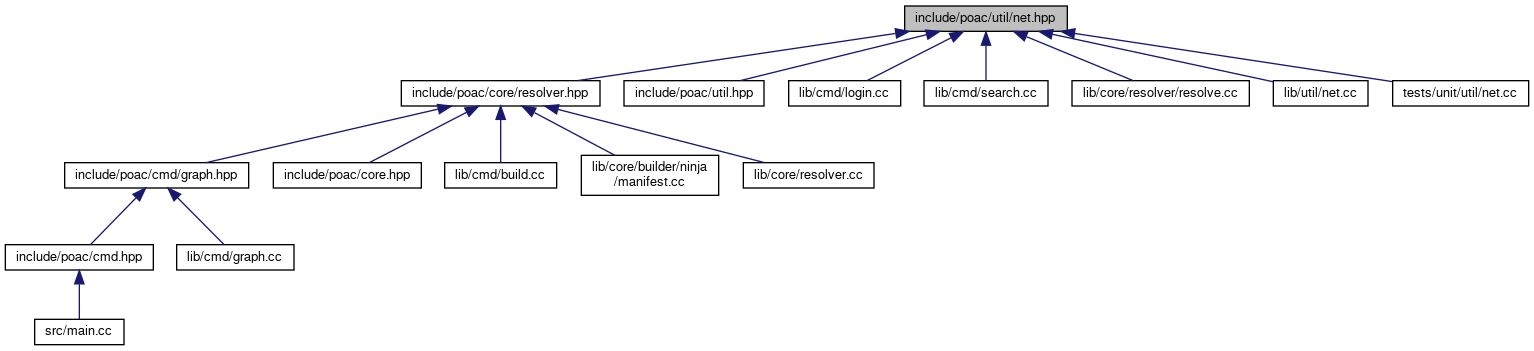 include/poac/util/net.hpp
include/poac/core/resolver.hpp
include/poac/util.hpp
lib/cmd/login.cc
lib/cmd/search.cc
lib/core/resolver/resolve.cc
lib/util/net.cc
tests/unit/util/net.cc
include/poac/cmd/graph.hpp
include/poac/core.hpp
lib/cmd/build.cc
lib/core/builder/ninja
/manifest.cc
lib/core/resolver.cc
include/poac/cmd.hpp
lib/cmd/graph.cc
src/main.cc